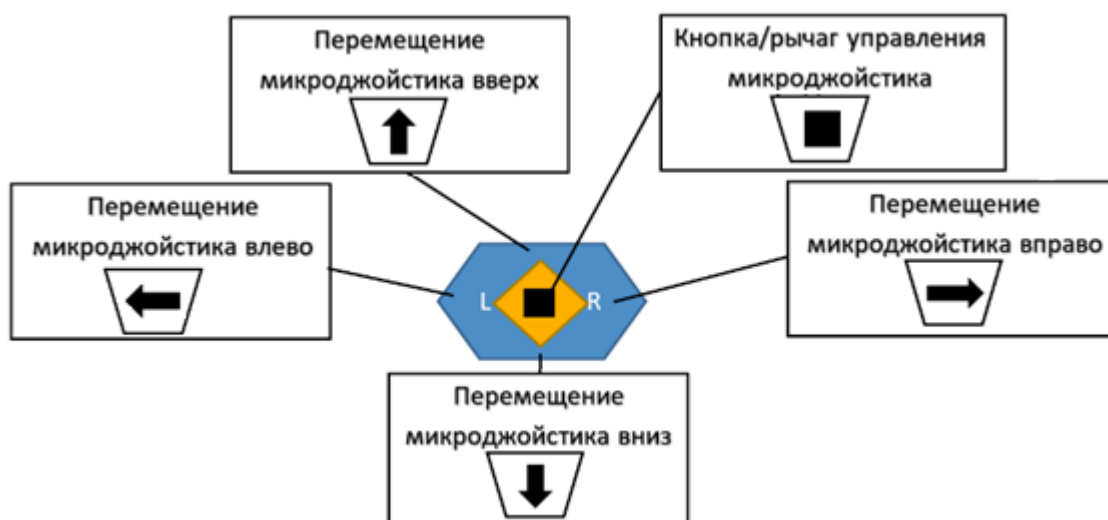 Перемещение
микроджойстика вверх
Кнопка/рычаг управления
микроджойстика
Перемещение
микроджойстика влево
Перемещение
микроджойстика вправо
L
R
Перемещение
микроджойстика вниз